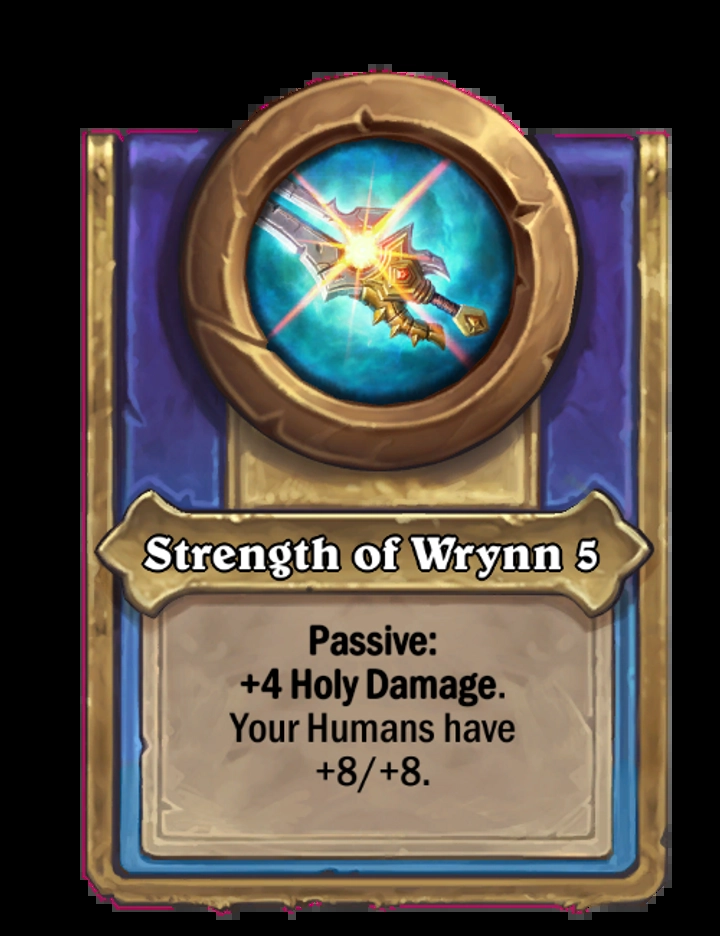 Strength of Wrynn 5
Passive:
+4 Holy Damage.
Your Humans have
+8/+8.